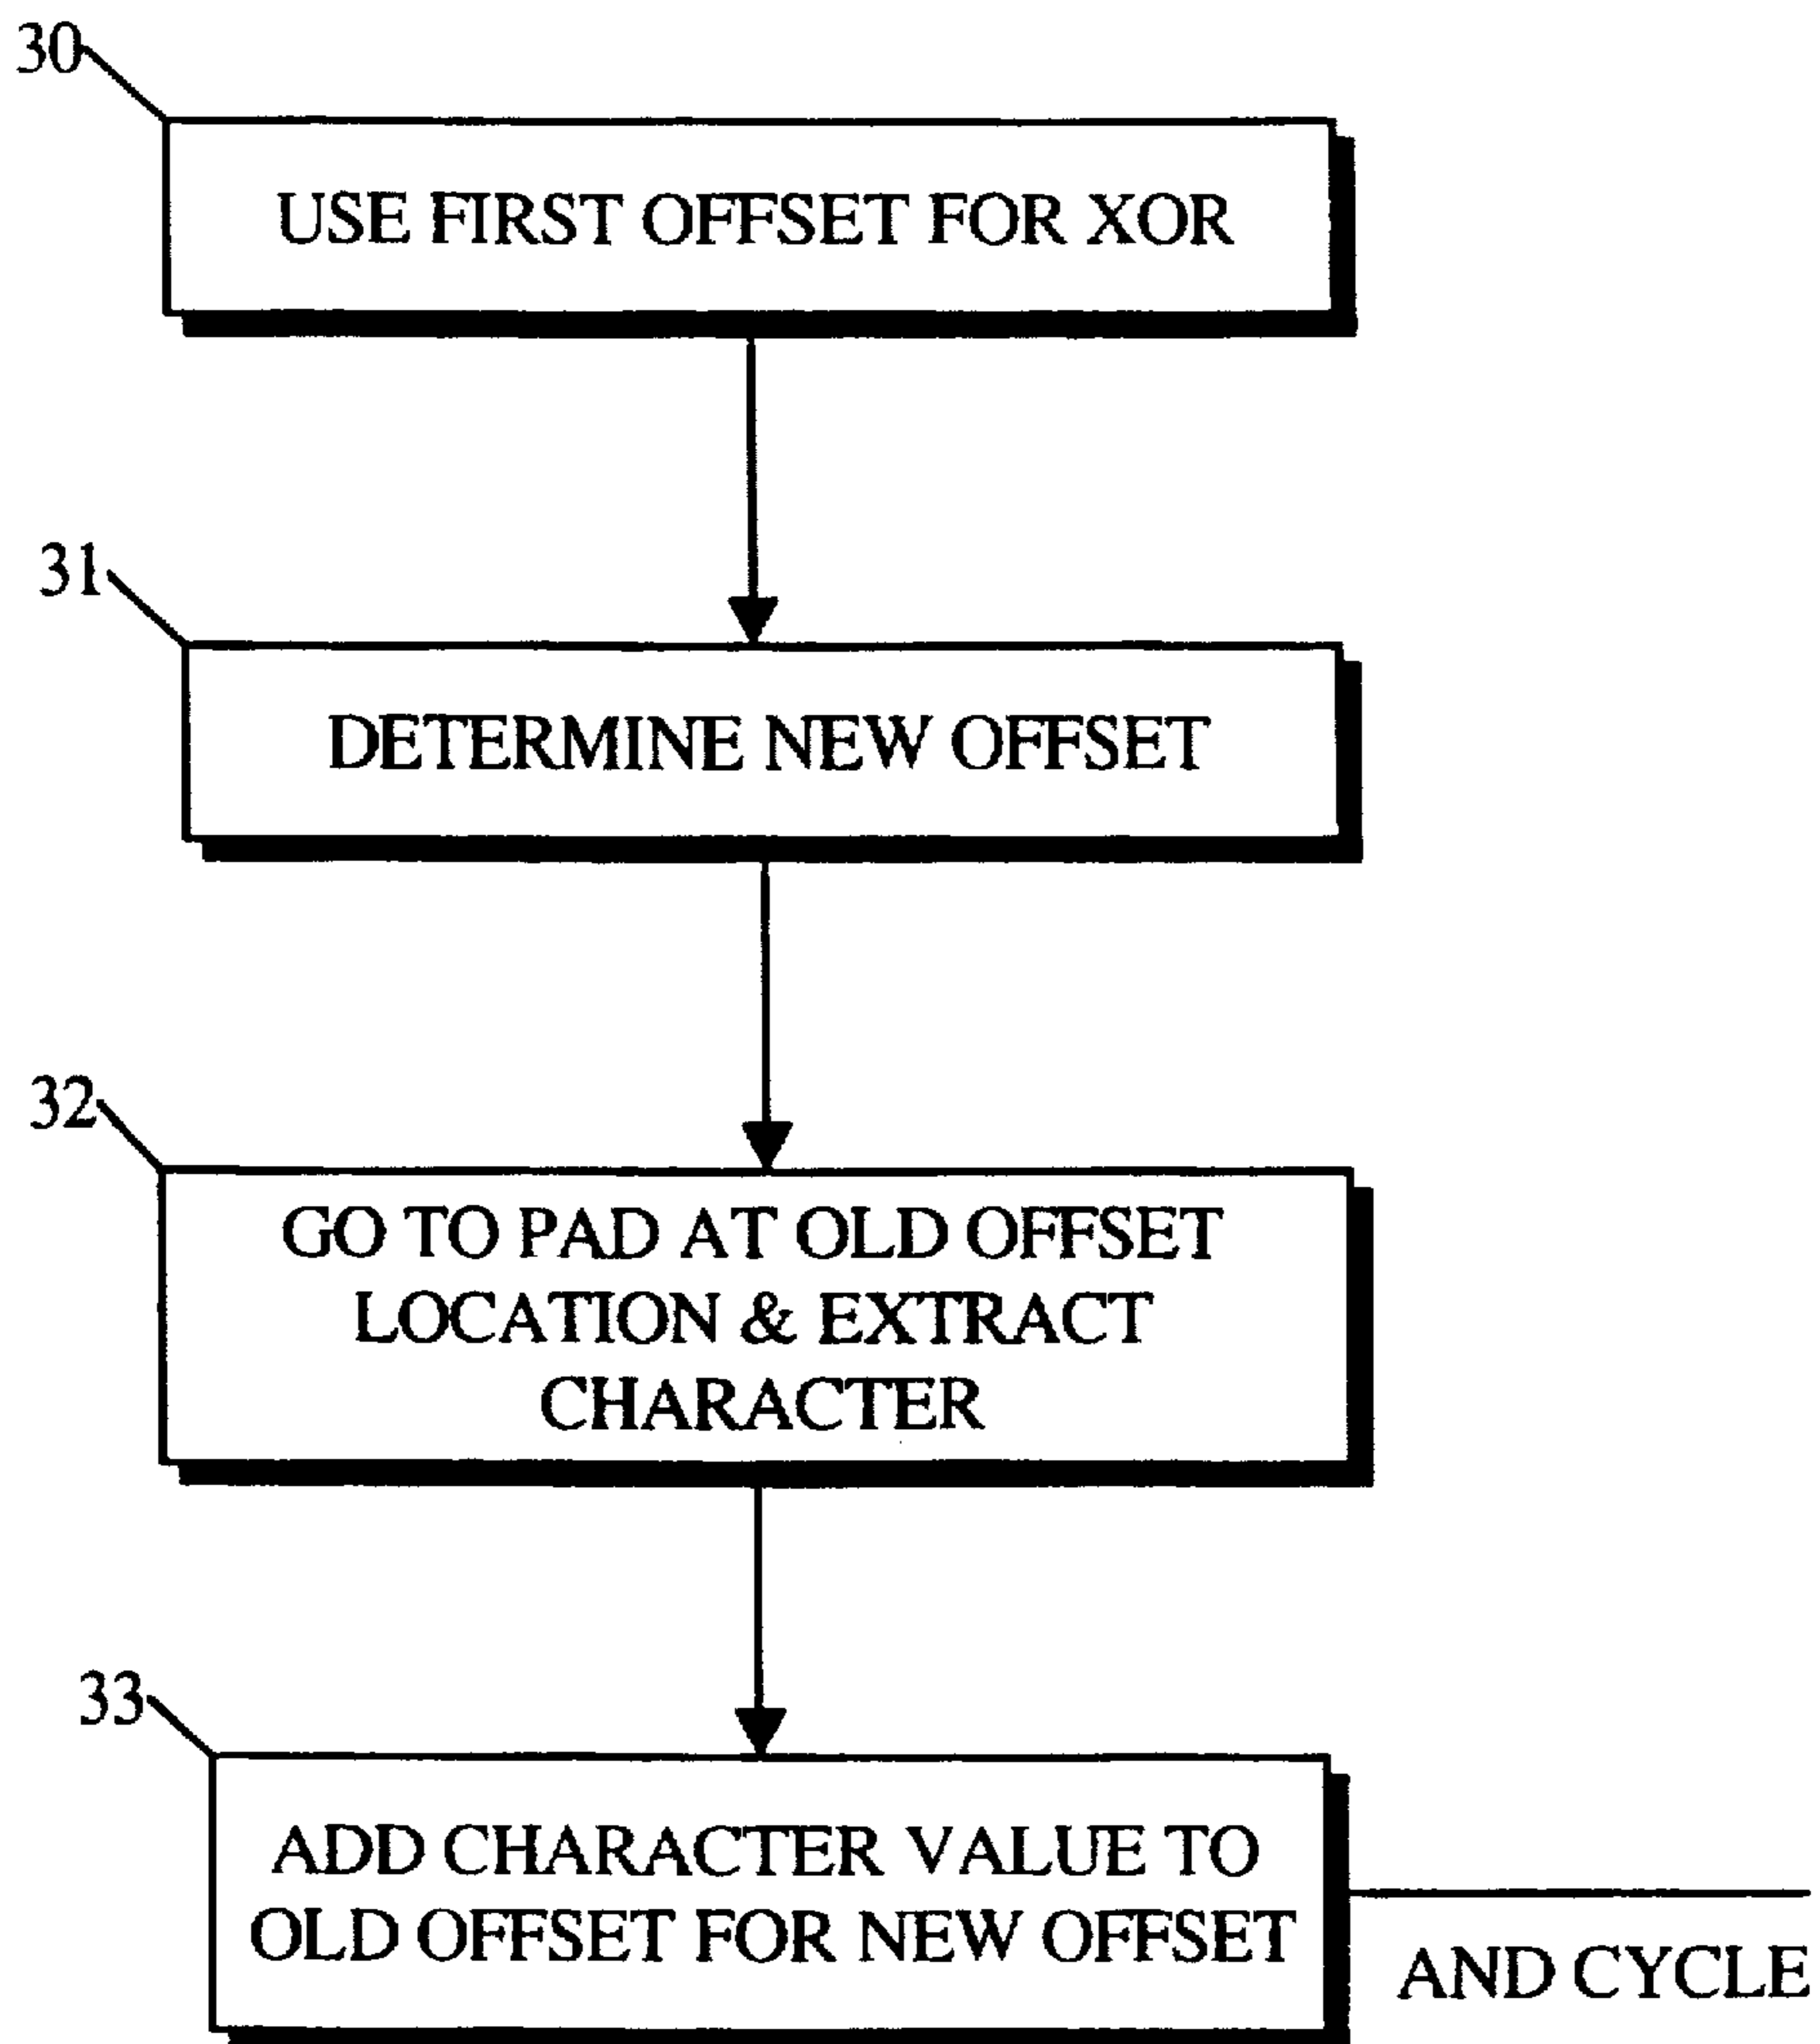 30
USE FIRST OFFSET FOR XOR
31
DETERMINE NEW OFFSET
32
GO TO PAD AT OLD OFFSET
LOCATION & EXTRACT
CHARACTER
33
ADD CHARACTER VALUE TO
OLD OFFSET FOR NEW OFFSET
AND CYCLE